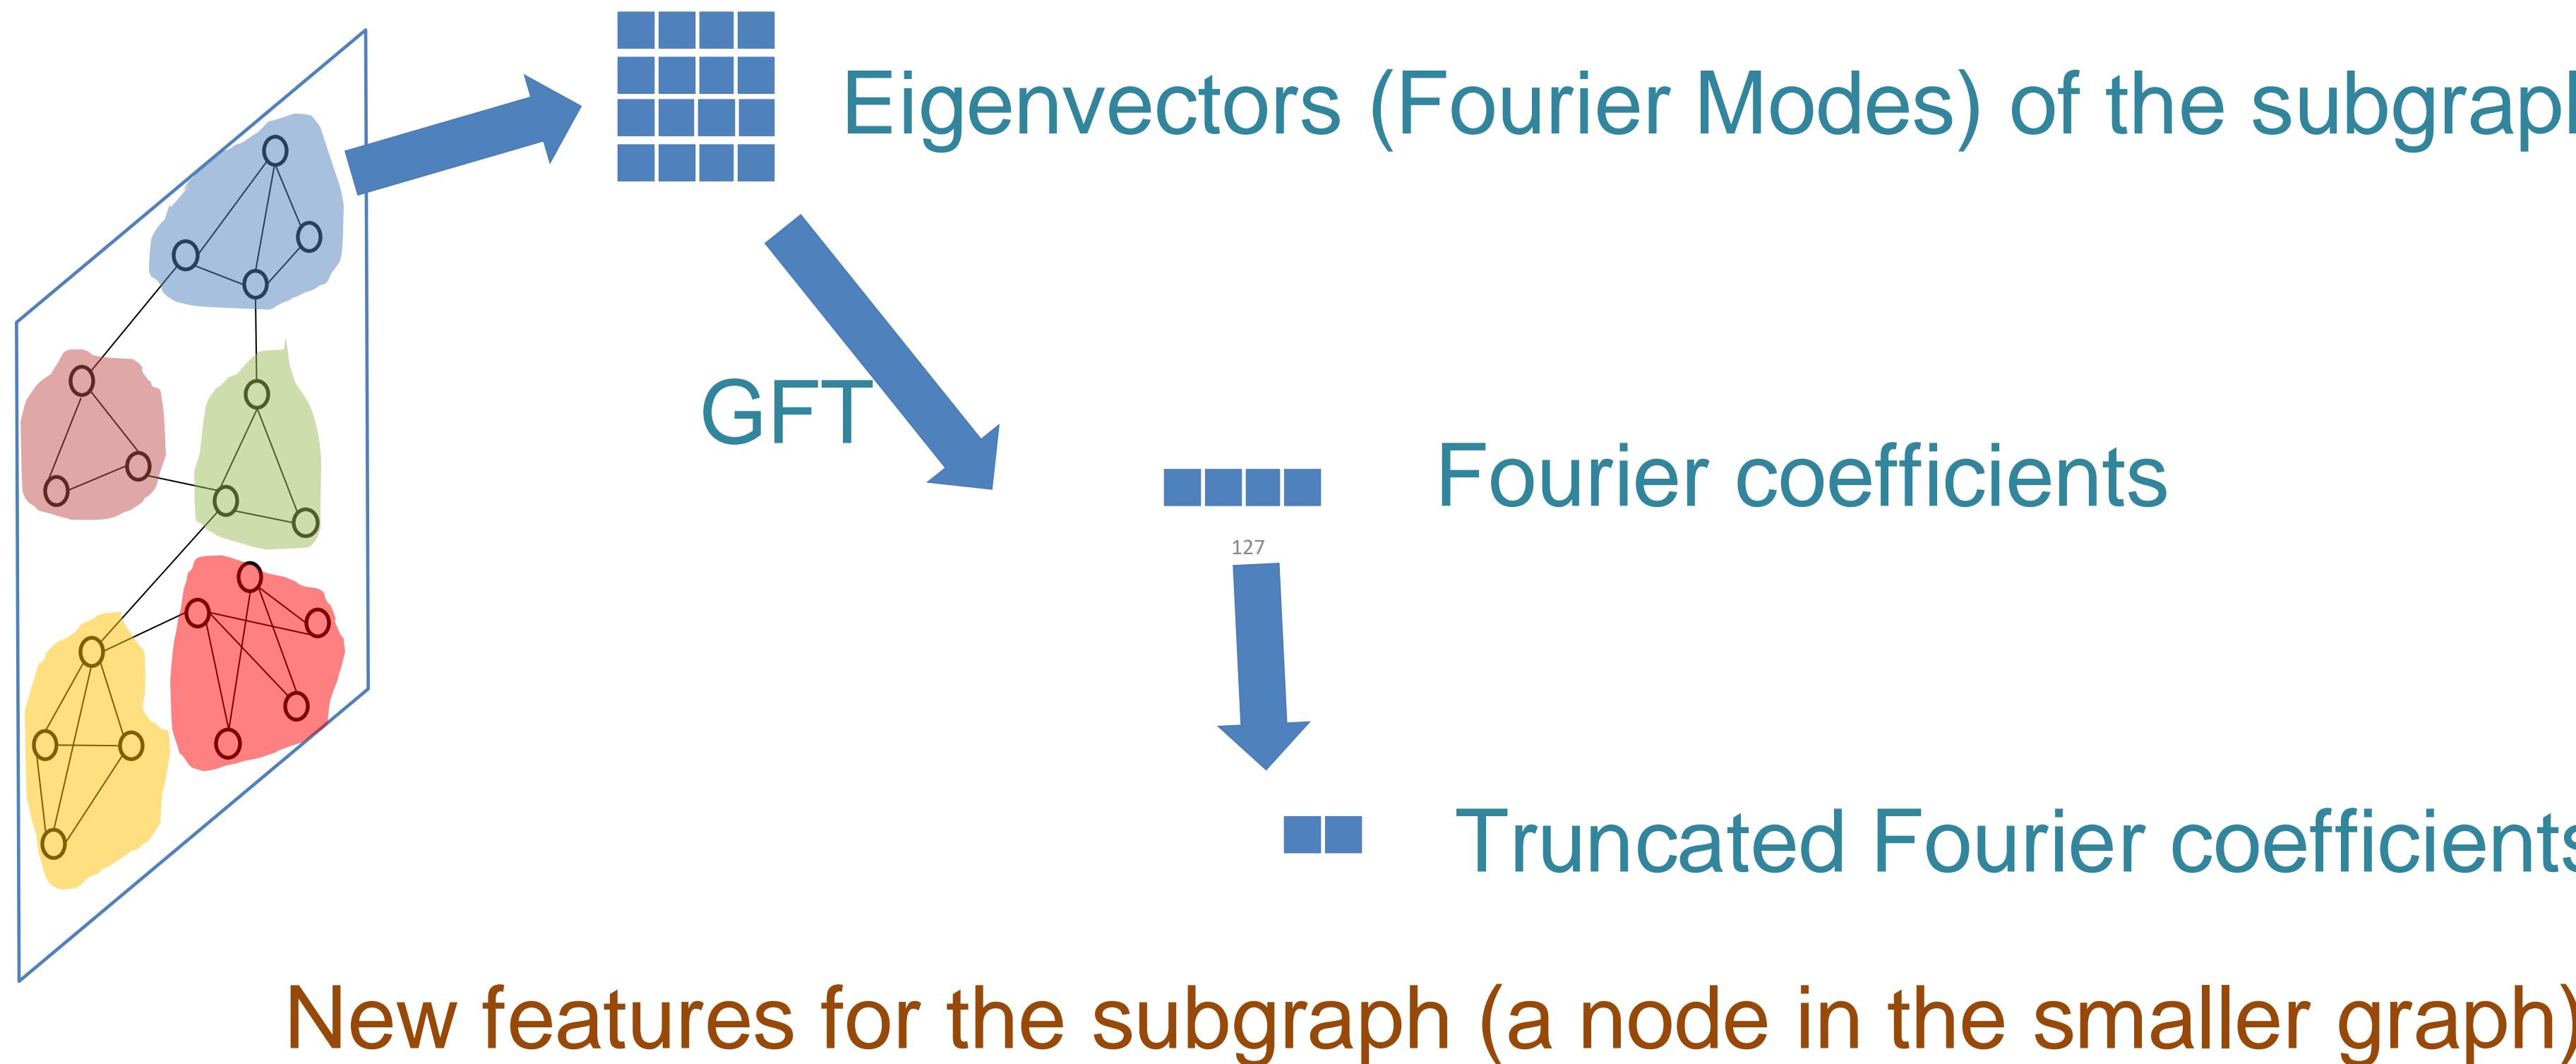 Eigenvectors (Fourier Modes) of the subgraph
GFT
Fourier coefficients
127
Truncated Fourier coefficients
New features for the subgraph (a node in the smaller graph)